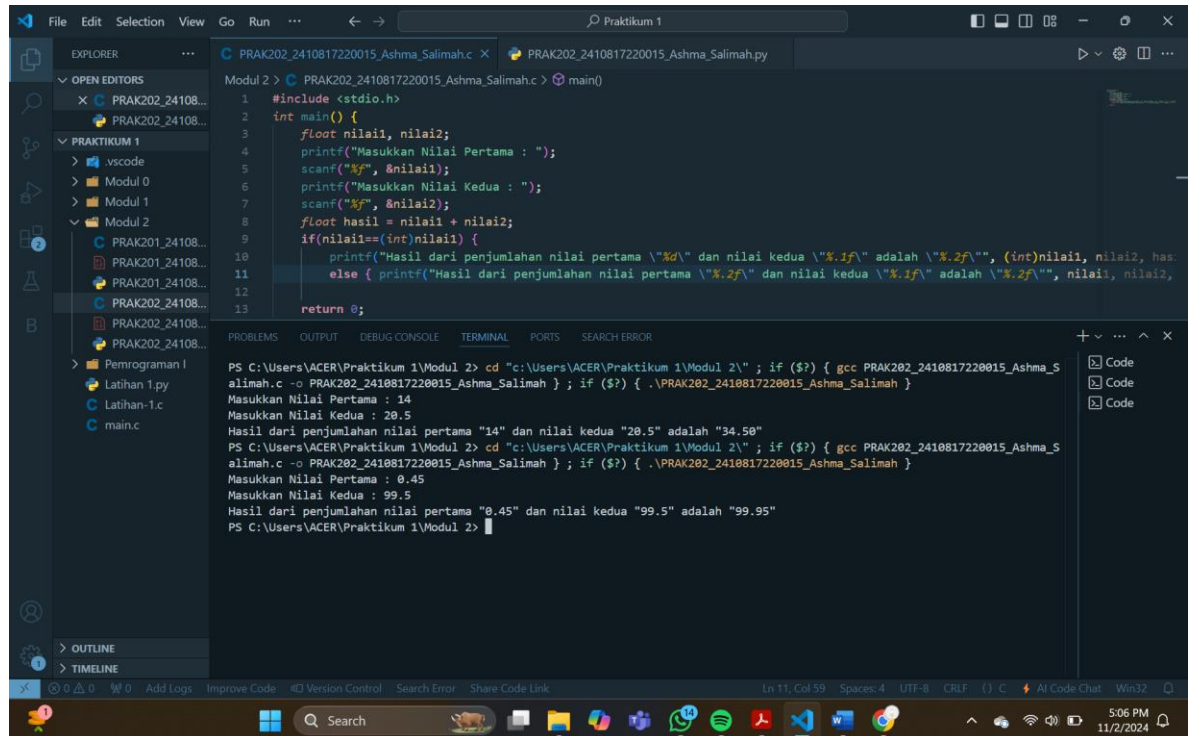 File Edit Selection View Go Run ··· Praktikum 1
EXPLORER ···
OPEN EDITORS
PRAK202_24108...
PRAK202_24108...
PRAKTIKUM 1
.vscode
Modul 0
Modul 1
Modul 2
PRAK201_24108...
PRAK201_24108...
PRAK201_24108...
PRAK202_24108...
PRAK202_24108...
PRAK202_24108...
Pemrograman I
Latihan 1.py
Latihan-1.c
main.c
OUTLINE
TIMELINE
PRAK202_2410817220015_Ashma_Salimah.c PRAK202_2410817220015_Ashma_Salimah.py
Modul 2 > C PRAK202_2410817220015_Ashma_Salimah.c > main()
1 #include <stdio.h>
2 int main() {
3 float nilai1, nilai2;
4 printf("Masukkan Nilai Pertama : ");
5 scanf("%f", &nilai1);
6 printf("Masukkan Nilai Kedua : ");
7 scanf("%f", &nilai2);
8 float hasil = nilai1 + nilai2;
9 if(nilai1==(int)nilai1) {
10 printf("Hasil dari penjumlahan nilai pertama \"%d\" dan nilai kedua \"%.1f\" adalah \"%.2f\"", (int)nilai1, nilai2, has
11 else { printf("Hasil dari penjumlahan nilai pertama \"%.2f\" dan nilai kedua \"%.1f\" adalah \"%.2f\"", nilai1, nilai2,
12
13 return 0;
PROBLEMS OUTPUT DEBUG CONSOLE TERMINAL PORTS SEARCH ERROR
PS C:\Users\ACER\Praktikum 1\Modul 2> cd "c:\Users\ACER\Praktikum 1\Modul 2\" ; if ($?) { gcc PRAK202_2410817220015_Ashma_S
alimah.c -o PRAK202_2410817220015_Ashma_Salimah } ; if ($?) { .\PRAK202_2410817220015_Ashma_Salimah }
Masukkan Nilai Pertama : 14
Masukkan Nilai Kedua : 20.5
Hasil dari penjumlahan nilai pertama "14" dan nilai kedua "20.5" adalah "34.50"
PS C:\Users\ACER\Praktikum 1\Modul 2> cd "c:\Users\ACER\Praktikum 1\Modul 2\" ; if ($?) { gcc PRAK202_2410817220015_Ashma_S
alimah.c -o PRAK202_2410817220015_Ashma_Salimah } ; if ($?) { .\PRAK202_2410817220015_Ashma_Salimah }
Masukkan Nilai Pertama : 0.45
Masukkan Nilai Kedua : 99.5
Hasil dari penjumlahan nilai pertama "0.45" dan nilai kedua "99.5" adalah "99.95"
PS C:\Users\ACER\Praktikum 1\Modul 2>
Code
Code
Code
0 0 0 Add Logs Improve Code Version Control Search Error Share Code Link Ln 11, Col 59 Spaces: 4 UTF-8 CRLF {} C AI Code Chat Win32
Search
5:06 PM
11/2/2024